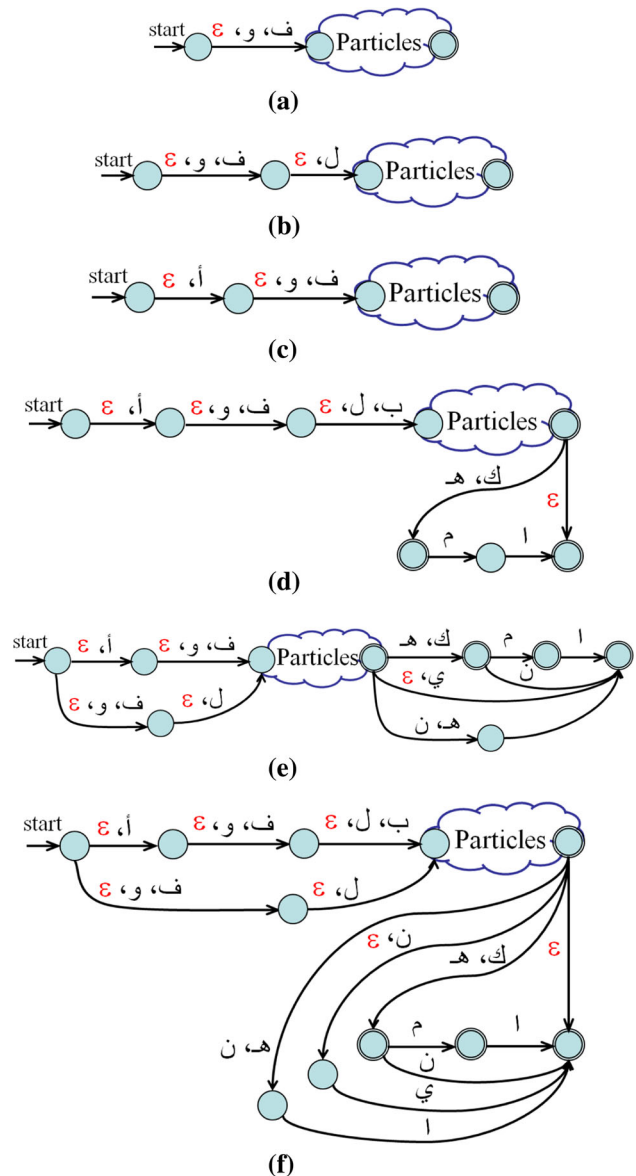 start ε ، و، ف Particles
(a)
start ε ، و، ف ε ، ل Particles
(b)
start ε ، أ ε ، و، ف Particles
(c)
start ε ، أ ε ، و، ف ε ، ل، ب Particles
ك، هـ
ε
م ا
(d)
start ε ، أ ε ، و، ف Particles هـ، ك م ا
ن
ε ، ي
ε ، و، ف ε ، ل هـ، ن
(e)
start ε ، أ ε ، و، ف ε ، ل، ب Particles
ε ، و، ف ε ، ل
ε ، ن
ك، هـ ε
م ا
هـ، ن ن
ي
ا
(f)